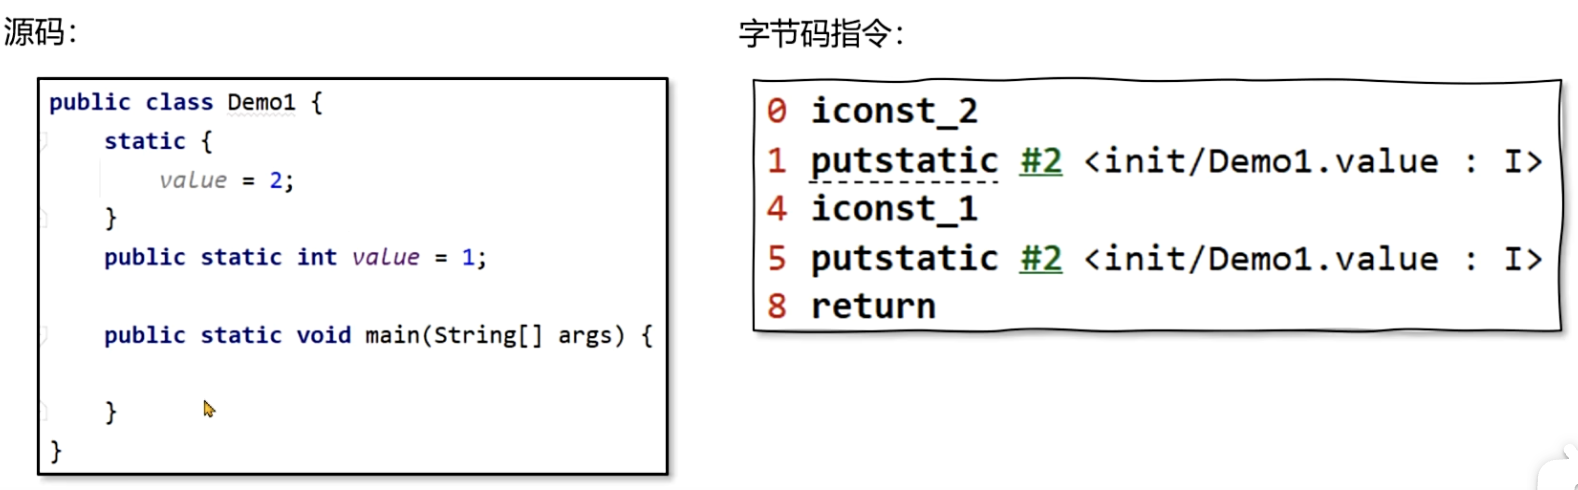 源码：
public class Demo1 {
static {
value = 2;
}
public static int value = 1;
public static void main(String[] args) {
}
}
字节码指令：
0 iconst_2
1 putstatic #2 <init/Demo1.value : I>
4 iconst_1
5 putstatic #2 <init/Demo1.value : I>
8 return